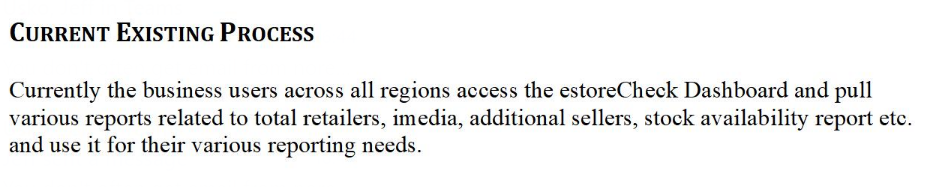 CURRENT EXISTING PROCESS
Currently the business users across all regions access the estoreCheck Dashboard and pull
various reports related to total retailers, imedia, additional sellers, stock availability report etc.
and use it for their various reporting needs.